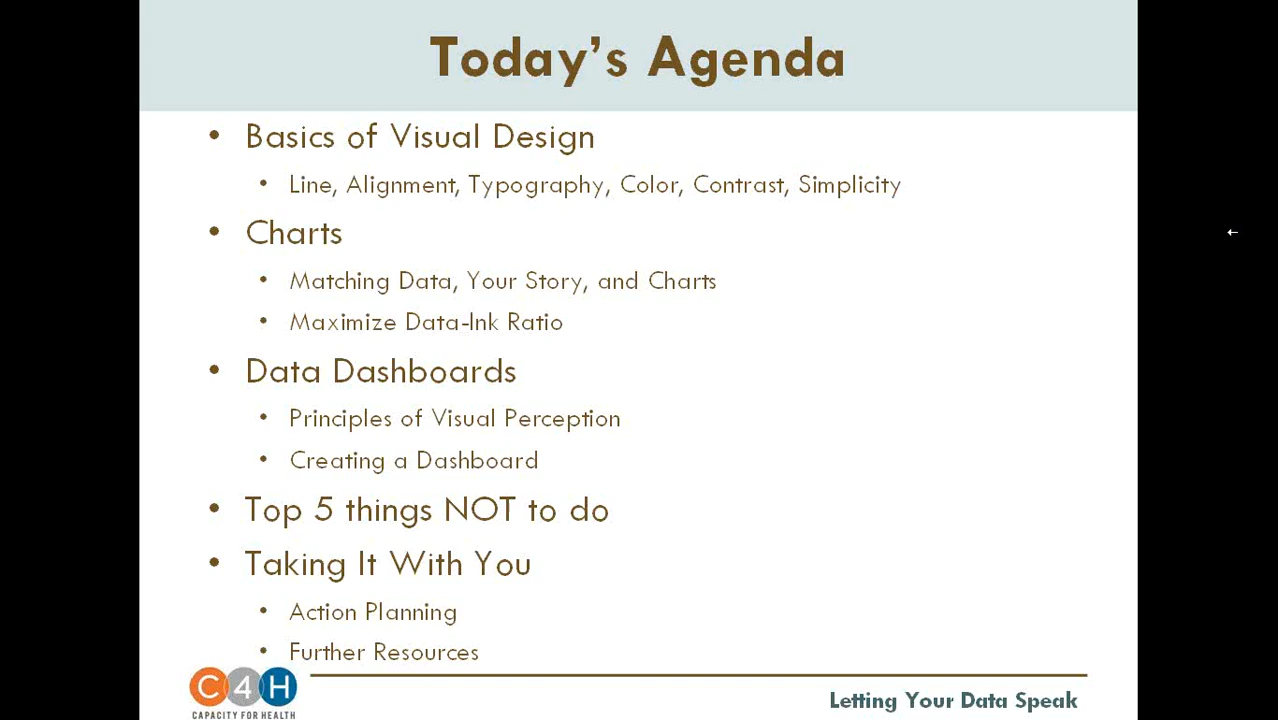 Today's Agenda
• Basics of Visual Design
• Line, Alignment, Typography, Color, Contrast, Simplicity
• Charts
• Matching Data, Your Story, and Charts
• Maximize Data-Ink Ratio
• Data Dashboards
• Principles of Visual Perception
• Creating a Dashboard
• Top 5 things NOT to do
• Taking It With You
• Action Planning
• Further Resources
C4H
CAPACITY FOR HEALTH
Letting Your Data Speak